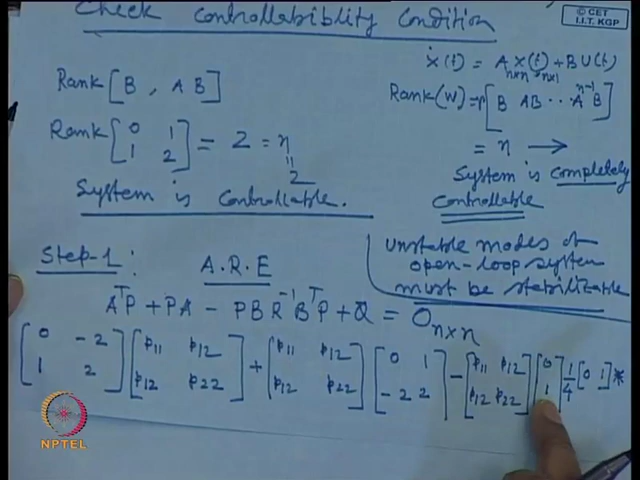 Check Controllabiblity Condition
© CET
I.I.T. KGP
Ẋ(t) = A X(t) + B U(t)
n×n n×1
Rank [B , A B]
Rank(W) = r [B AB ⋯ A^{n-1} B]
= n ⟶
Rank [0 1; 1 2] = 2 = n
"
2
System is completely
Controllable
System is Controllable.
Unstable modes of
open-loop system
must be stabilizable
Step-1 : A.R.E
A^T P + PA − PBR^{-1}B^T P + Q = 0_{n×n}
[0 -2; 1 2] [p11 p12; p12 p22] + [p11 p12; p12 p22] [0 1; -2 2] − [p11 p12; p12 p22] [0; 1] 1/4 [0 1] *
NPTEL